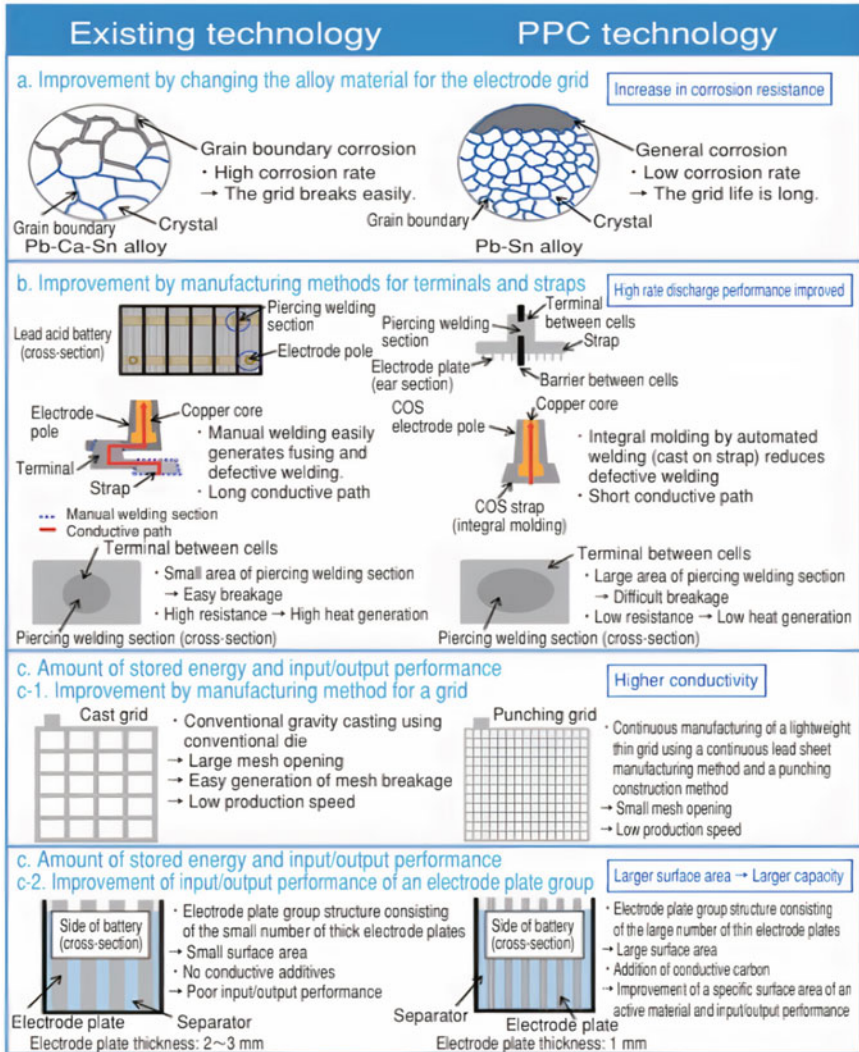 Existing technology
PPC technology
a. Improvement by changing the alloy material for the electrode grid
Increase in corrosion resistance
Grain boundary corrosion
・High corrosion rate
→ The grid breaks easily.
Crystal
Grain boundary
Pb-Ca-Sn alloy
General corrosion
・Low corrosion rate
→ The grid life is long.
Grain boundary
Crystal
Pb-Sn alloy
b. Improvement by manufacturing methods for terminals and straps
High rate discharge performance improved
Piercing welding
section
Lead acid battery
(cross-section)
Electrode pole
Electrode
pole
Copper core
Terminal
Strap
・Manual welding easily
generates fusing and
defective welding.
・Long conductive path
Manual welding section
Conductive path
Terminal between cells
・Small area of piercing welding section
→ Easy breakage
・High resistance → High heat generation
Piercing welding section (cross-section)
Terminal
between cells
Piercing welding
section
Strap
Electrode plate
(ear section)
Barrier between cells
COS
electrode pole
Copper core
COS strap
(integral molding)
・Integral molding by automated
welding (cast on strap) reduces
defective welding
・Short conductive path
Terminal between cells
・Large area of piercing welding section
→ Difficult breakage
・Low resistance → Low heat generation
Piercing welding section (cross-section)
c. Amount of stored energy and input/output performance
c-1. Improvement by manufacturing method for a grid
Higher conductivity
Cast grid
・Conventional gravity casting using
conventional die
→ Large mesh opening
→ Easy generation of mesh breakage
→ Low production speed
Punching grid
・Continuous manufacturing of a lightweight
thin grid using a continuous lead sheet
manufacturing method and a punching
construction method
→ Small mesh opening
→ Low production speed
c. Amount of stored energy and input/output performance
c-2. Improvement of input/output performance of an electrode plate group
Larger surface area → Larger capacity
Side of battery
(cross-section)
・Electrode plate group structure consisting
of the small number of thick electrode plates
→ Small surface area
・No conductive additives
→ Poor input/output performance
Electrode plate
Separator
Electrode plate thickness: 2～3 mm
Side of battery
(cross-section)
・Electrode plate group structure consisting
of the large number of thin electrode plates
→ Large surface area
・Addition of conductive carbon
→ Improvement of a specific surface area of an
active material and input/output performance
Separator
Electrode plate
Electrode plate thickness: 1 mm